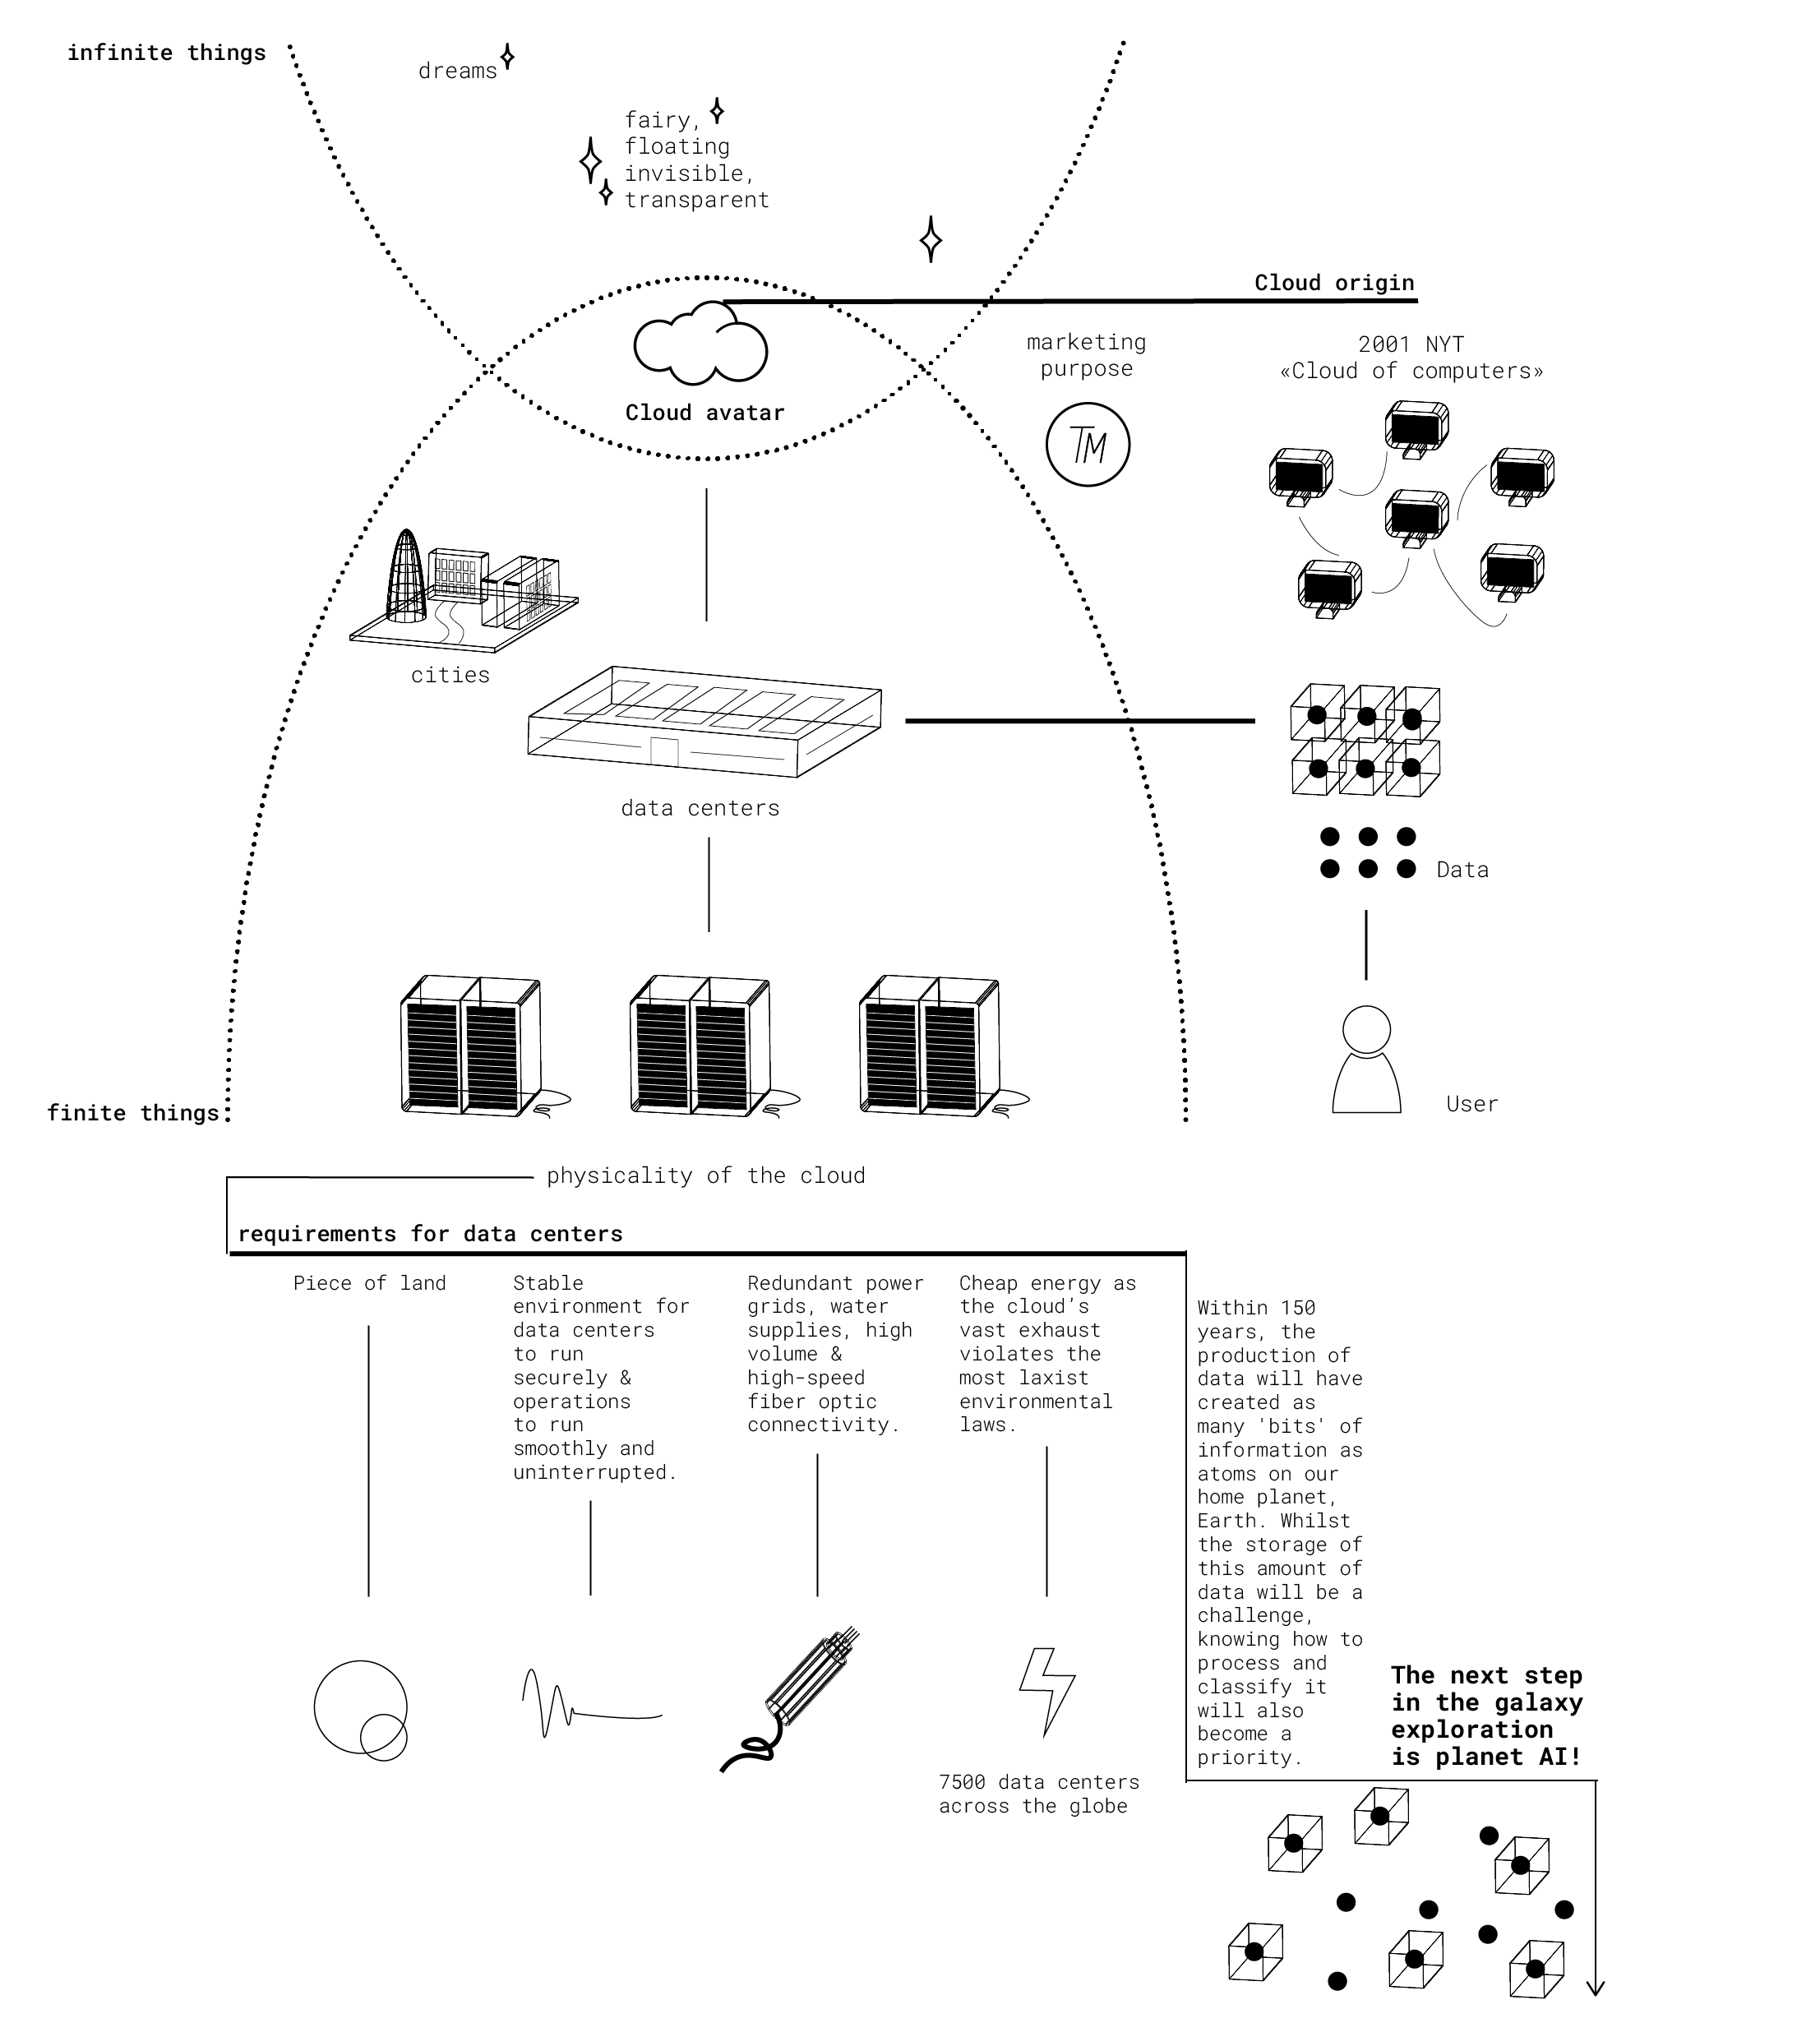 infinite things
dreams
fairy,
floating
invisible,
transparent
Cloud origin
Cloud avatar
marketing
purpose
TM
2001 NYT
«Cloud of computers»
cities
data centers
Data
User
finite things
physicality of the cloud
requirements for data centers
Piece of land
Stable
environment for
data centers
to run
securely &
operations
to run
smoothly and
uninterrupted.
Redundant power
grids, water
supplies, high
volume &
high-speed
fiber optic
connectivity.
Cheap energy as
the cloud's
vast exhaust
violates the
most laxist
environmental
laws.
7500 data centers
across the globe
Within 150
years, the
production of
data will have
created as
many 'bits' of
information as
atoms on our
home planet,
Earth. Whilst
the storage of
this amount of
data will be a
challenge,
knowing how to
process and
classify it
will also
become a
priority.
The next step
in the galaxy
exploration
is planet AI!